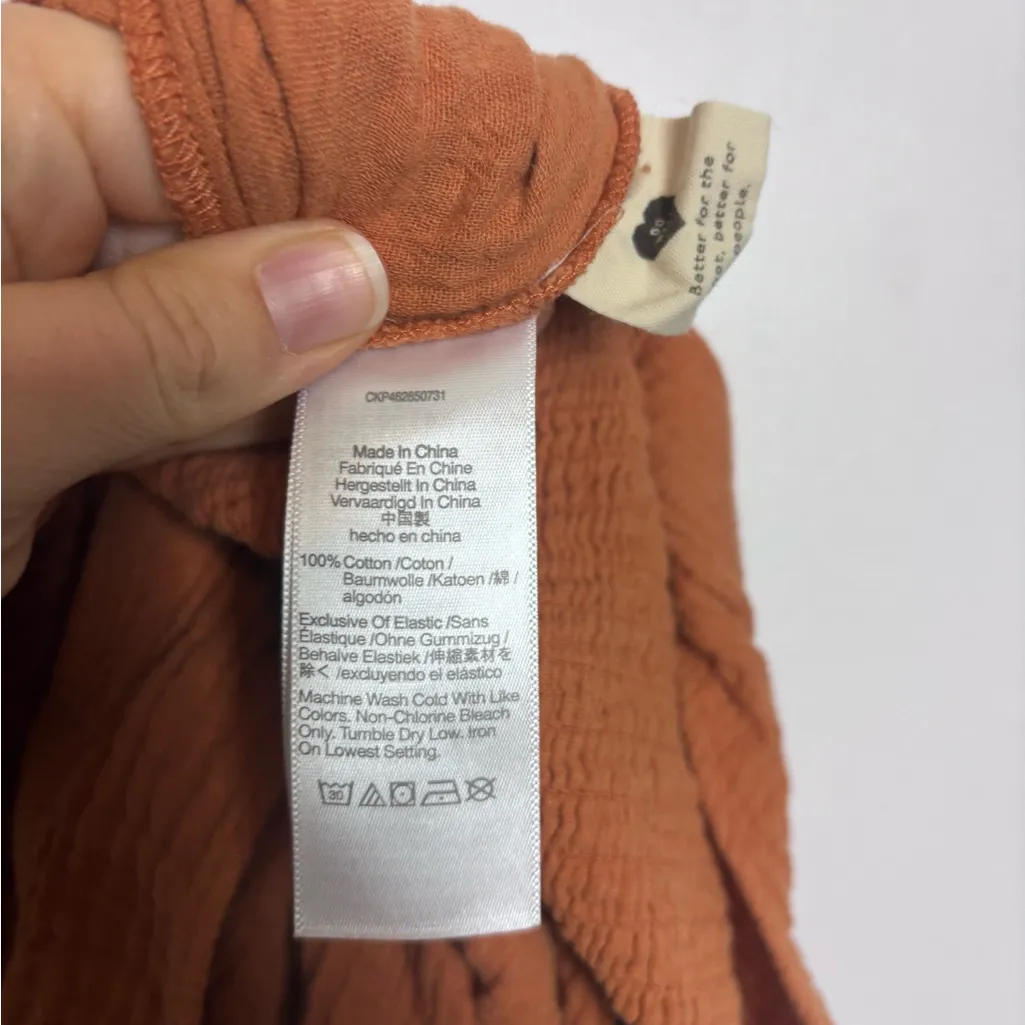 CKP462650731
Made In China
Fabriqué En Chine
Hergestellt In China
Vervaardigd In China
中国製
hecho en china
100% Cotton /Coton /
Baumwolle /Katoen /綿 /
algodón
Exclusive Of Elastic /Sans
Élastique /Ohne Gummizug /
Behalve Elastiek /伸縮素材を
除く /excluyendo el elástico
Machine Wash Cold With Like
Colors. Non-Chlorine Bleach
Only. Tumble Dry Low. Iron
On Lowest Setting.
30
Better for the
better for
people.